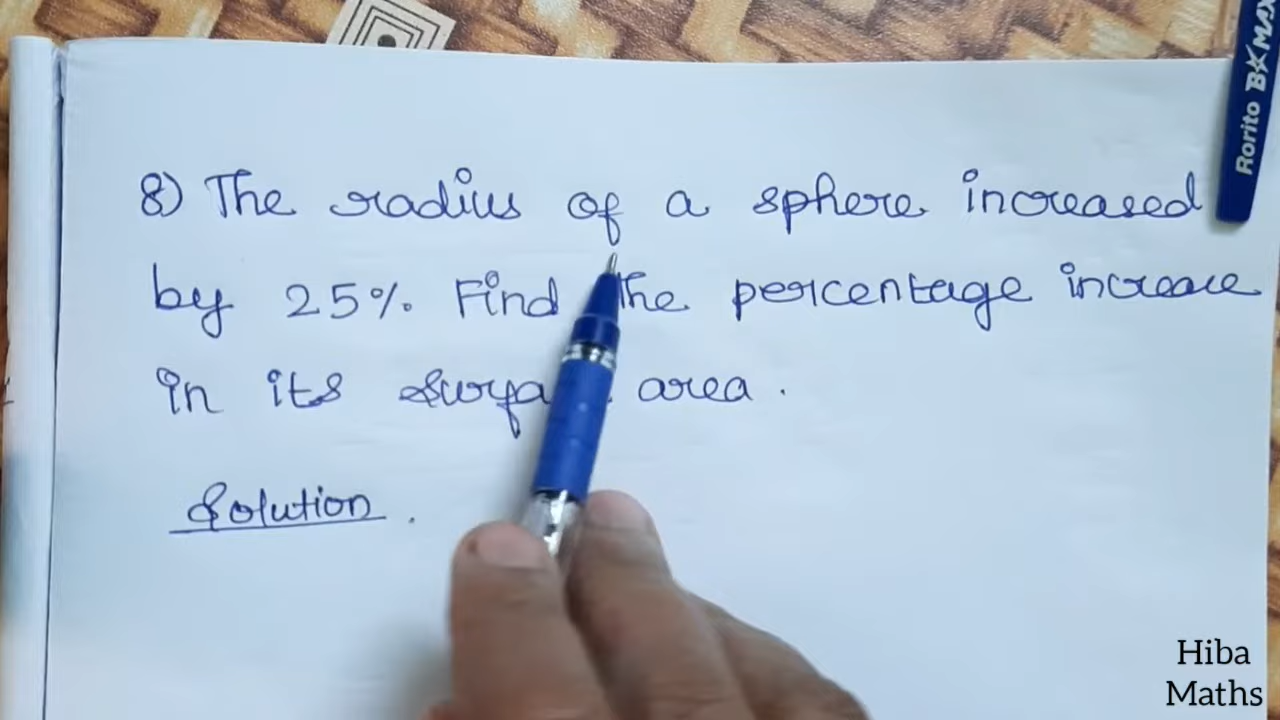 8) The radius of a sphere increased
by 25%. Find the percentage increase
in its area.
Solution.
Rorito
Hiba
Maths